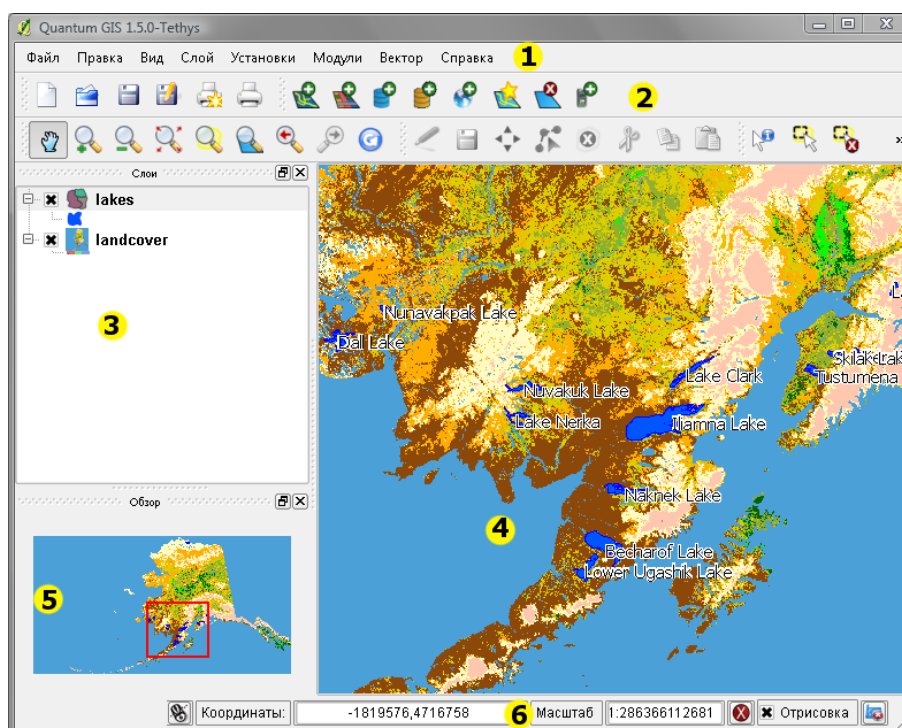 Quantum GIS 1.5.0-Tethys
Файл Правка Вид Слой Установки Модули Вектор Справка 1
2
Слои
lakes
landcover
3
Nunavakpak Lake
Dall Lake
Nuvakuk Lake
Lake Nerka
Lake Clark
Iliamna Lake
Tustumena
Naknek Lake
4
Becharof Lake
Lower Ugashik Lake
Обзор
5
Координаты: -1819576,4716758 6 Масштаб 1:286366112681 Отрисовка